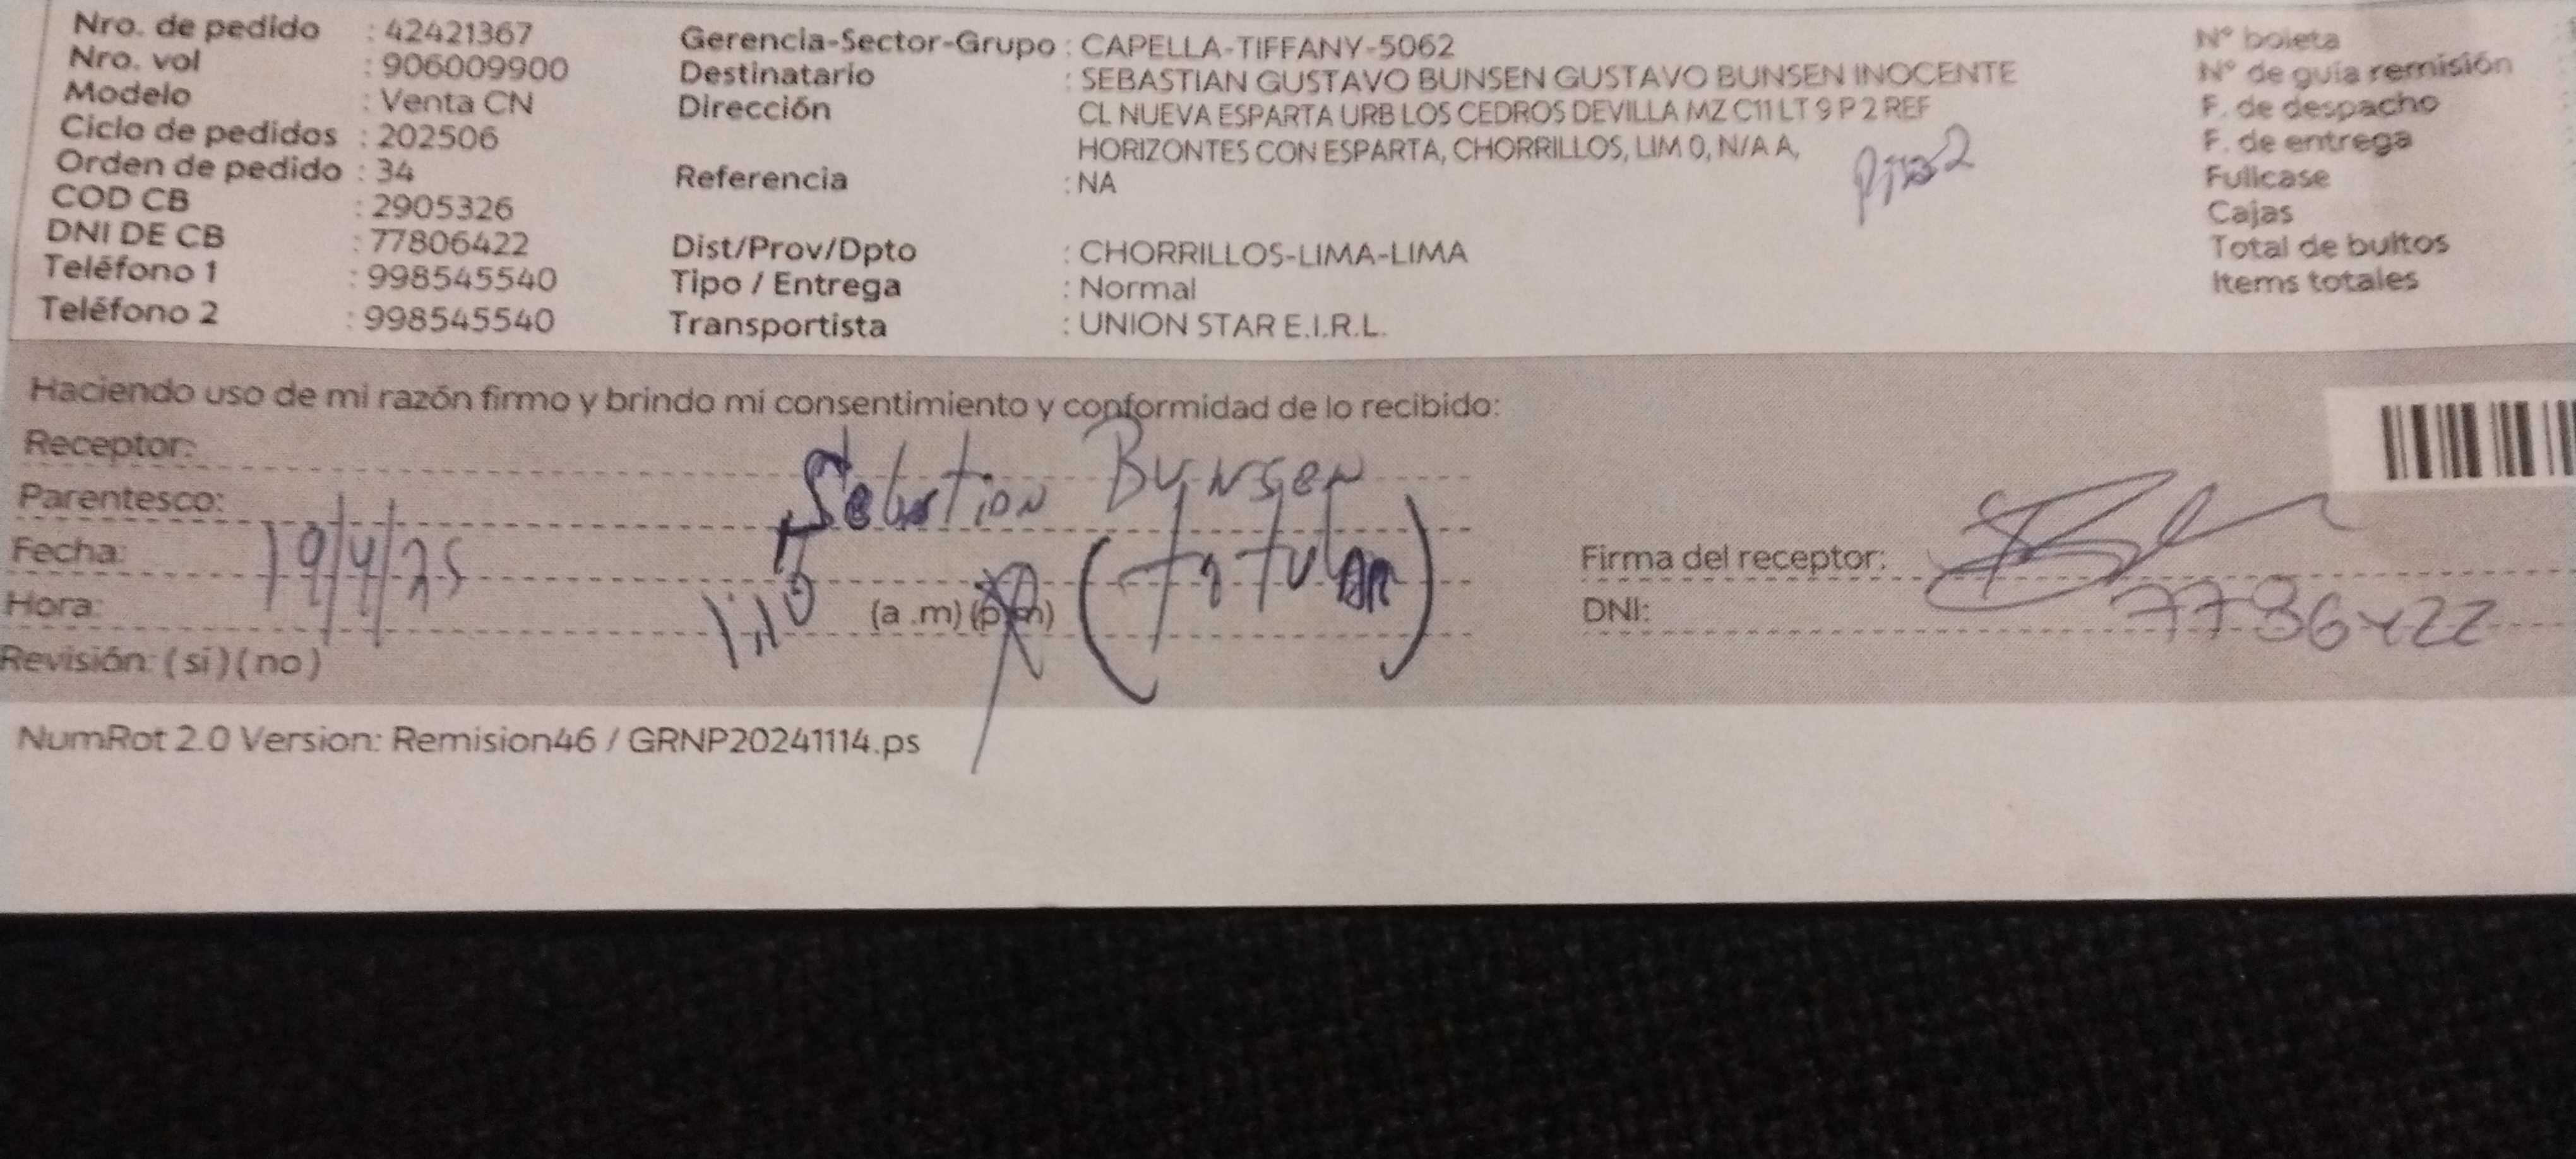 Nro. de pedido : 42421367
Nro. vol : 906009900
Modelo : Venta CN
Ciclo de pedidos : 202506
Orden de pedido : 34
COD CB : 2905326
DNI DE CB : 77806422
Teléfono 1 : 998545540
Teléfono 2 : 998545540
Gerencia-Sector-Grupo : CAPELLA-TIFFANY-5062
Destinatario : SEBASTIAN GUSTAVO BUNSEN GUSTAVO BUNSEN INOCENTE
Dirección CL NUEVA ESPARTA URB LOS CEDROS DEVILLA MZ C11 LT 9 P 2 REF
HORIZONTES CON ESPARTA, CHORRILLOS, LIM 0, N/A A,
Piso 2
Referencia : NA
Dist/Prov/Dpto : CHORRILLOS-LIMA-LIMA
Tipo / Entrega : Normal
Transportista : UNION STAR E.I.R.L.
N° boleta
N° de guía remisión
F. de despacho
F. de entrega
Fullcase
Cajas
Total de bultos
Items totales
Haciendo uso de mi razón firmo y brindo mi consentimiento y conformidad de lo recibido:
Receptor: Sebastian Bunsen
Parentesco: (titular)
Fecha: 19/4/25
Hora: (a .m) (p.m)
Revisión: (si) (no)
Firma del receptor:
DNI:
NumRot 2.0 Version: Remision46 / GRNP20241114.ps